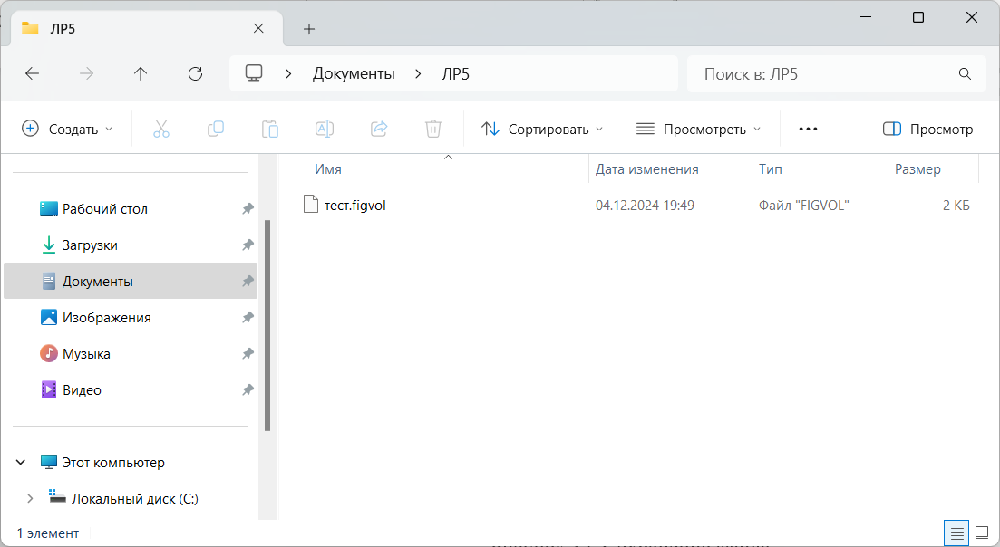 ЛР5
Документы ЛР5
Поиск в: ЛР5
Создать
Сортировать
Просмотреть
Просмотр
Имя
Дата изменения
Тип
Размер
тест.figvol
04.12.2024 19:49
Файл "FIGVOL"
2 КБ
Рабочий стол
Загрузки
Документы
Изображения
Музыка
Видео
Этот компьютер
Локальный диск (C:)
1 элемент